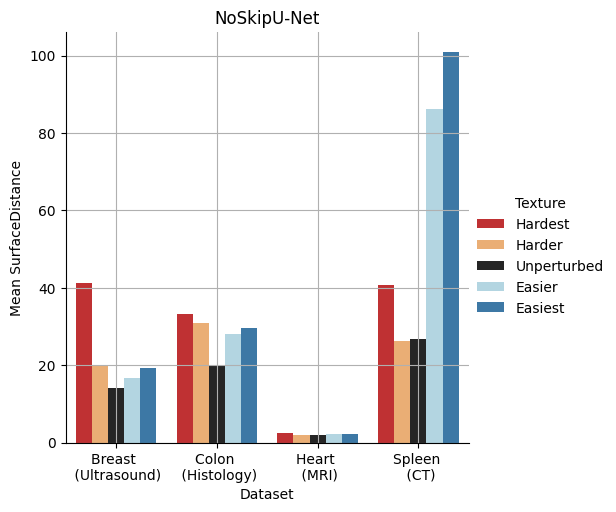 NoSkipU-Net
Mean SurfaceDistance
100
80
60
40
20
0
Breast
(Ultrasound)
Colon
(Histology)
Heart
(MRI)
Spleen
(CT)
Dataset
Texture
Hardest
Harder
Unperturbed
Easier
Easiest